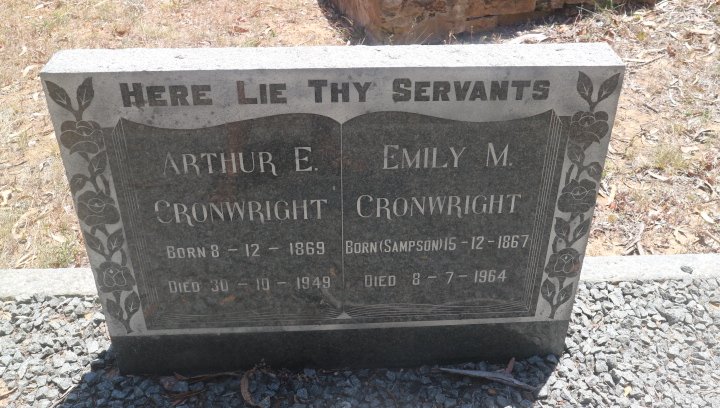 HERE LIE THY SERVANTS
ARTHUR E.
CRONWRIGHT
BORN 8 - 12 - 1869
DIED 30 - 10 - 1949
EMILY M.
CRONWRIGHT
BORN (SAMPSON) 15 - 12 - 1867
DIED 8 - 7 - 1964